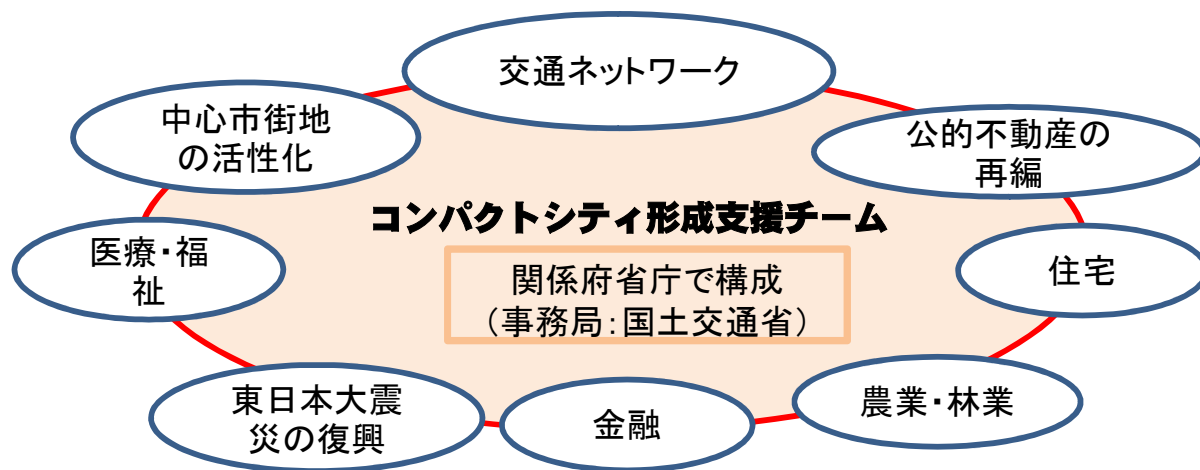 交通ネットワーク
中心市街地
の活性化
公的不動産の
再編
コンパクトシティ形成支援チーム
医療・福
祉
関係府省庁で構成
（事務局：国土交通省）
住宅
東日本大震
災の復興
金融
農業・林業